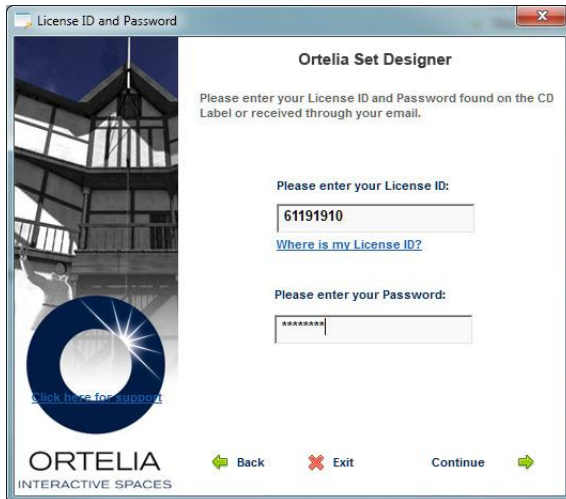 License ID and Password
Ortelia Set Designer
Please enter your License ID and Password found on the CD
Label or received through your email.
Please enter your License ID:
61191910
Where is my License ID?
Please enter your Password:
********
Click here for support
ORTELIA
INTERACTIVE SPACES
Back
Exit
Continue